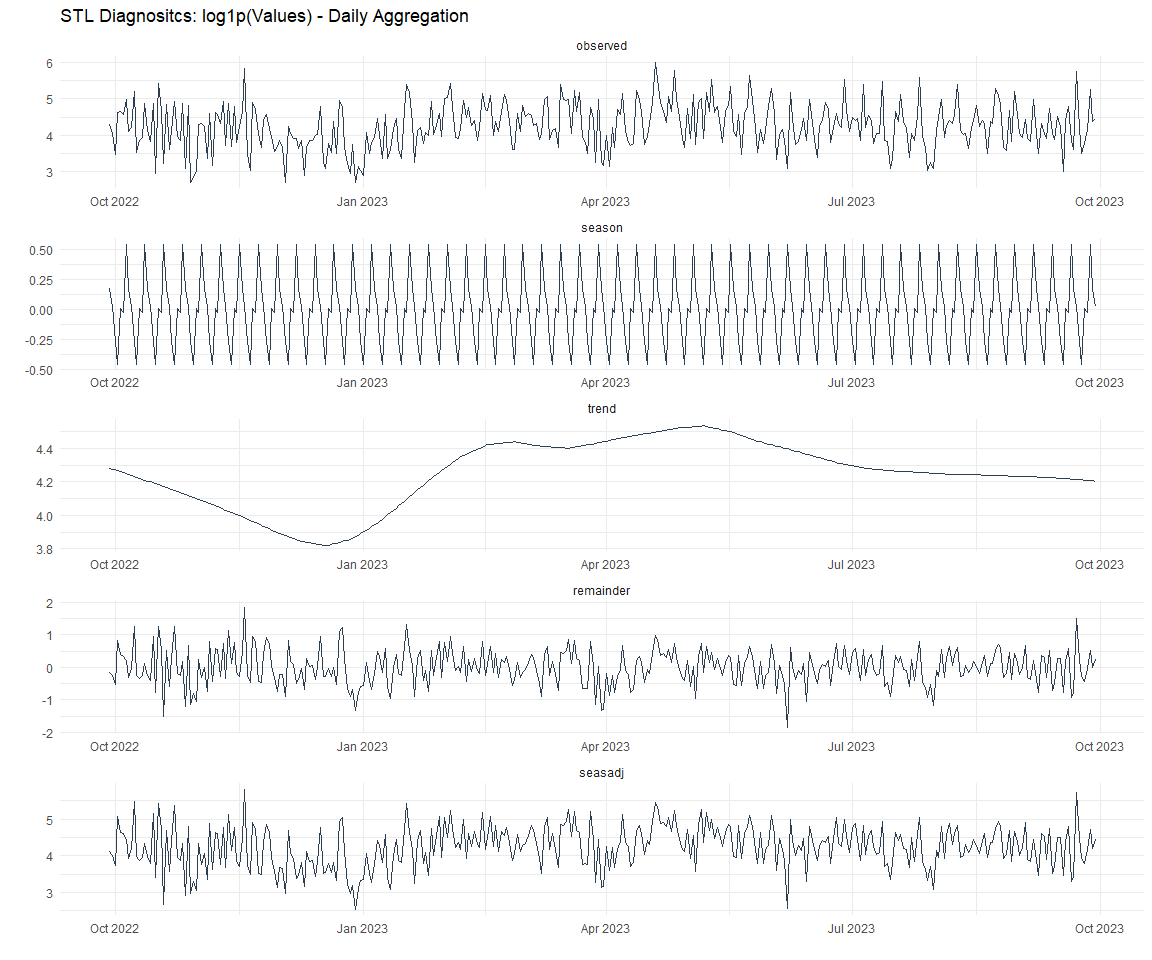 STL Diagnositcs: log1p(Values) - Daily Aggregation
observed
6
5
4
3
Oct 2022 Jan 2023 Apr 2023 Jul 2023 Oct 2023
season
0.50
0.25
0.00
-0.25
-0.50
Oct 2022 Jan 2023 Apr 2023 Jul 2023 Oct 2023
trend
4.4
4.2
4.0
3.8
Oct 2022 Jan 2023 Apr 2023 Jul 2023 Oct 2023
remainder
2
1
0
-1
-2
Oct 2022 Jan 2023 Apr 2023 Jul 2023 Oct 2023
seasadj
5
4
3
Oct 2022 Jan 2023 Apr 2023 Jul 2023 Oct 2023